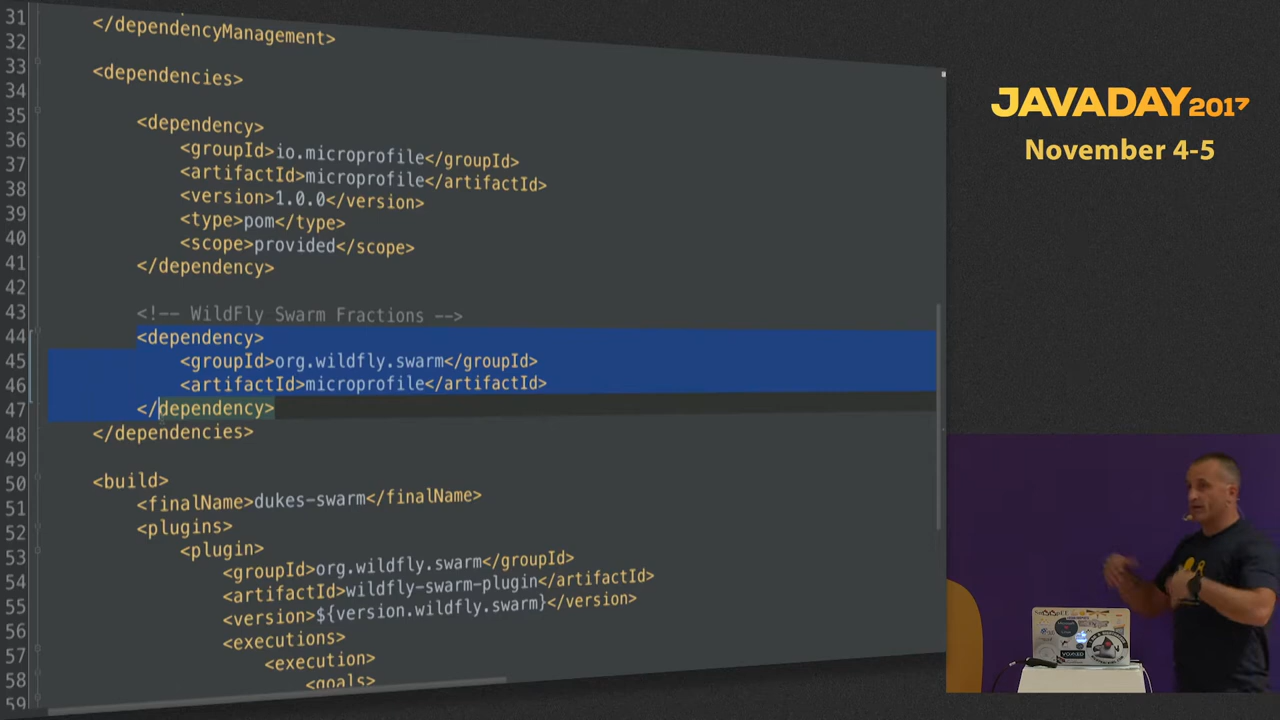 31
32 </dependencyManagement>
33
34 <dependencies>
35
36 <dependency>
37 <groupId>io.microprofile</groupId>
38 <artifactId>microprofile</artifactId>
39 <version>1.0.0</version>
40 <type>pom</type>
41 <scope>provided</scope>
42 </dependency>
43 <!-- WildFly Swarm Fractions -->
44 <dependency>
45 <groupId>org.wildfly.swarm</groupId>
46 <artifactId>microprofile</artifactId>
47 </dependency>
48 </dependencies>
49
50 <build>
51 <finalName>dukes-swarm</finalName>
52 <plugins>
53 <plugin>
54 <groupId>org.wildfly.swarm</groupId>
55 <artifactId>wildfly-swarm-plugin</artifactId>
56 <version>${version.wildfly.swarm}</version>
57 <executions>
58 <execution>
59 <goals>
JAVADAY 2017
November 4-5
VOXXED